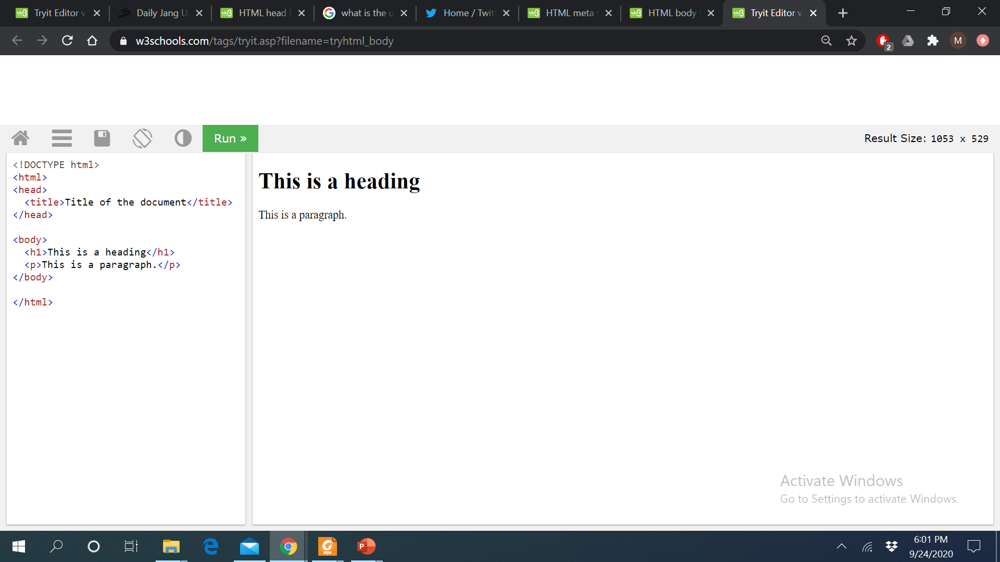 Tryit Editor v
Daily Jang U
HTML head
what is the u
Home / Twit
HTML meta
HTML body
Tryit Editor v
w3schools.com/tags/tryit.asp?filename=tryhtml_body
2
M
Run »
Result Size: 1053 x 529
<!DOCTYPE html>
<html>
<head>
  <title>Title of the document</title>
</head>
<body>
  <h1>This is a heading</h1>
  <p>This is a paragraph.</p>
</body>
</html>
This is a heading
This is a paragraph.
Activate Windows
Go to Settings to activate Windows.
PDF
P
6:01 PM
9/24/2020